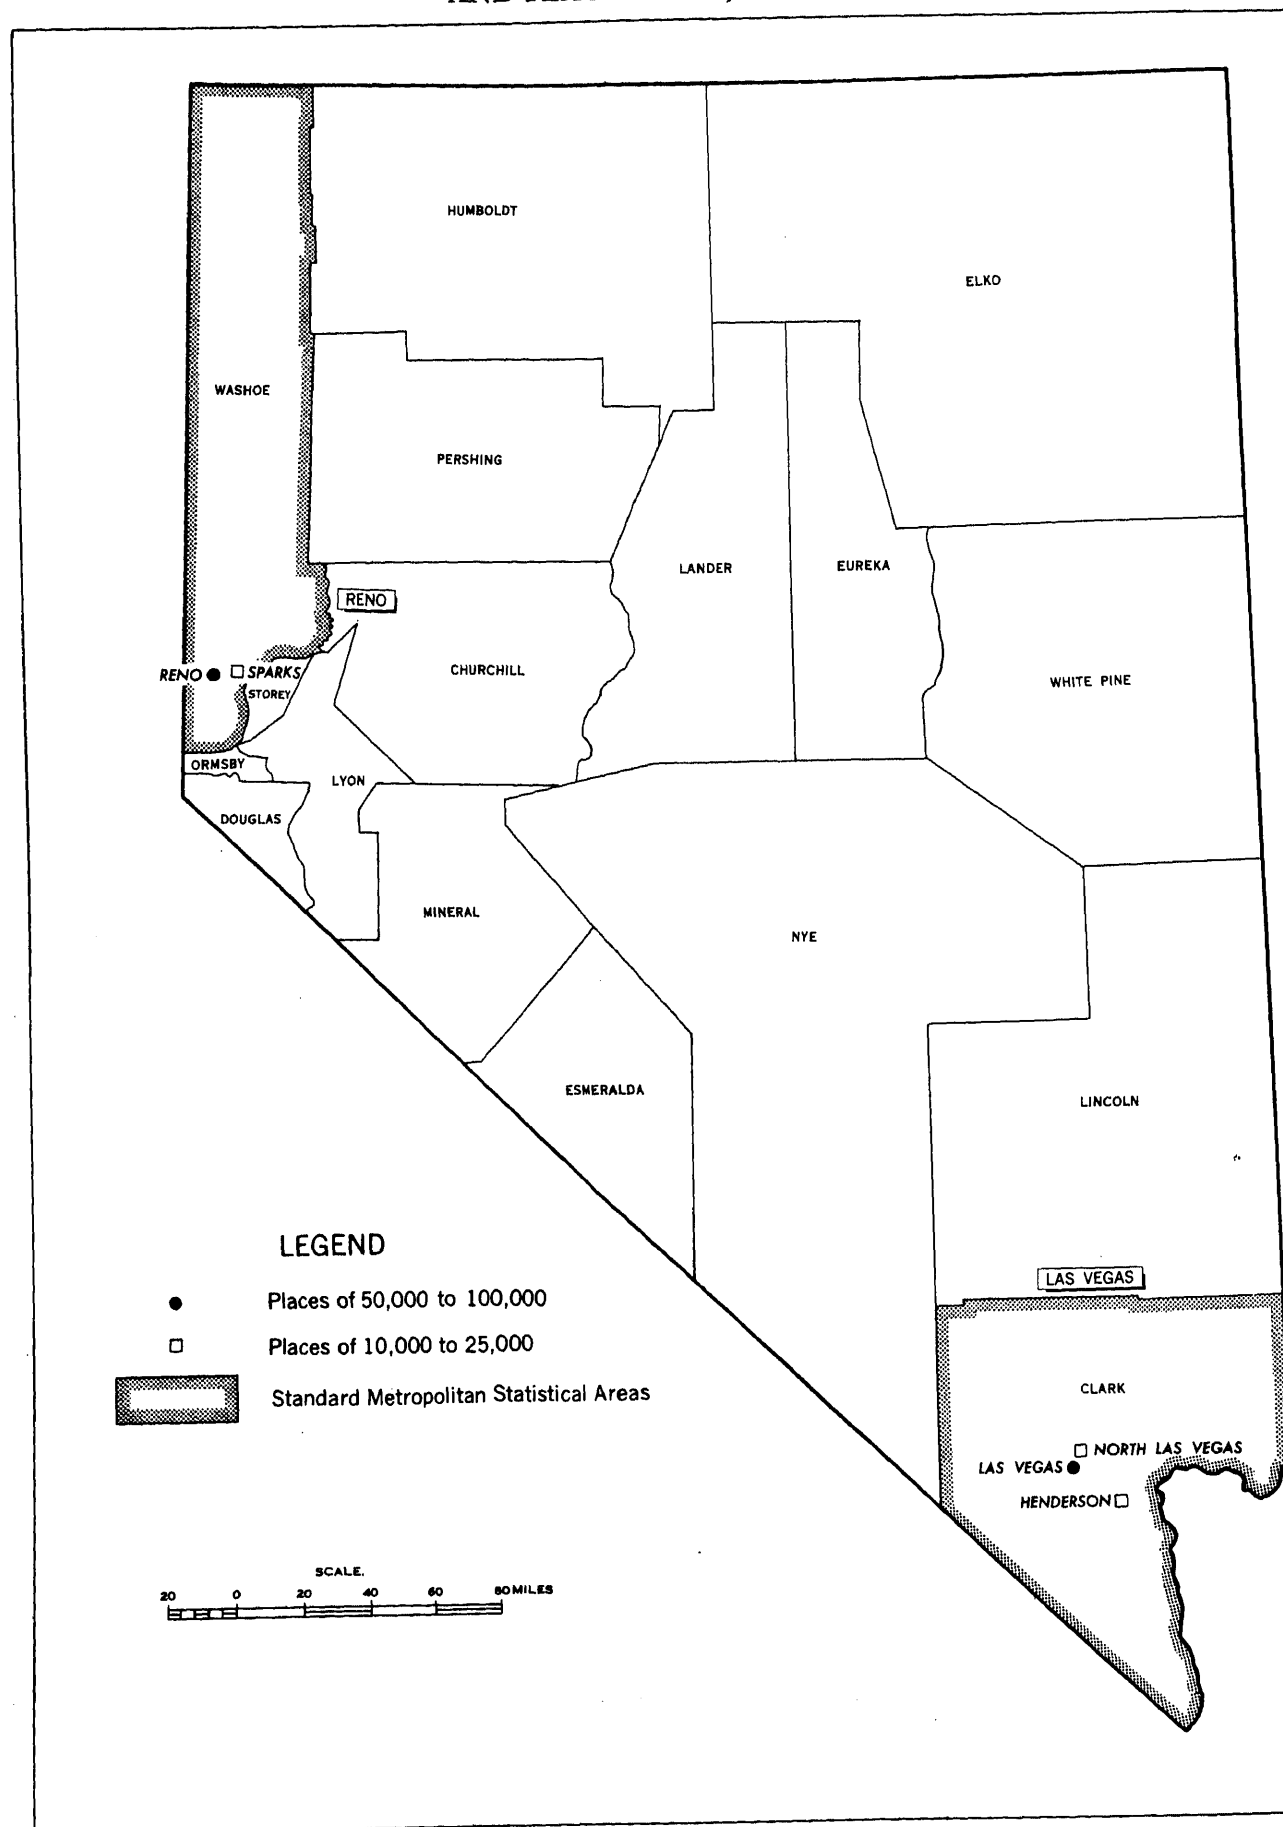 HUMBOLDT
ELKO
WASHOE
PERSHING
LANDER
EUREKA
RENO
CHURCHILL
WHITE PINE
RENO
SPARKS
STOREY
ORMSBY
LYON
DOUGLAS
MINERAL
NYE
ESMERALDA
LINCOLN
LEGEND
Places of 50,000 to 100,000
Places of 10,000 to 25,000
Standard Metropolitan Statistical Areas
LAS VEGAS
CLARK
NORTH LAS VEGAS
LAS VEGAS
HENDERSON
SCALE.
20 0 20 40 60 80 MILES